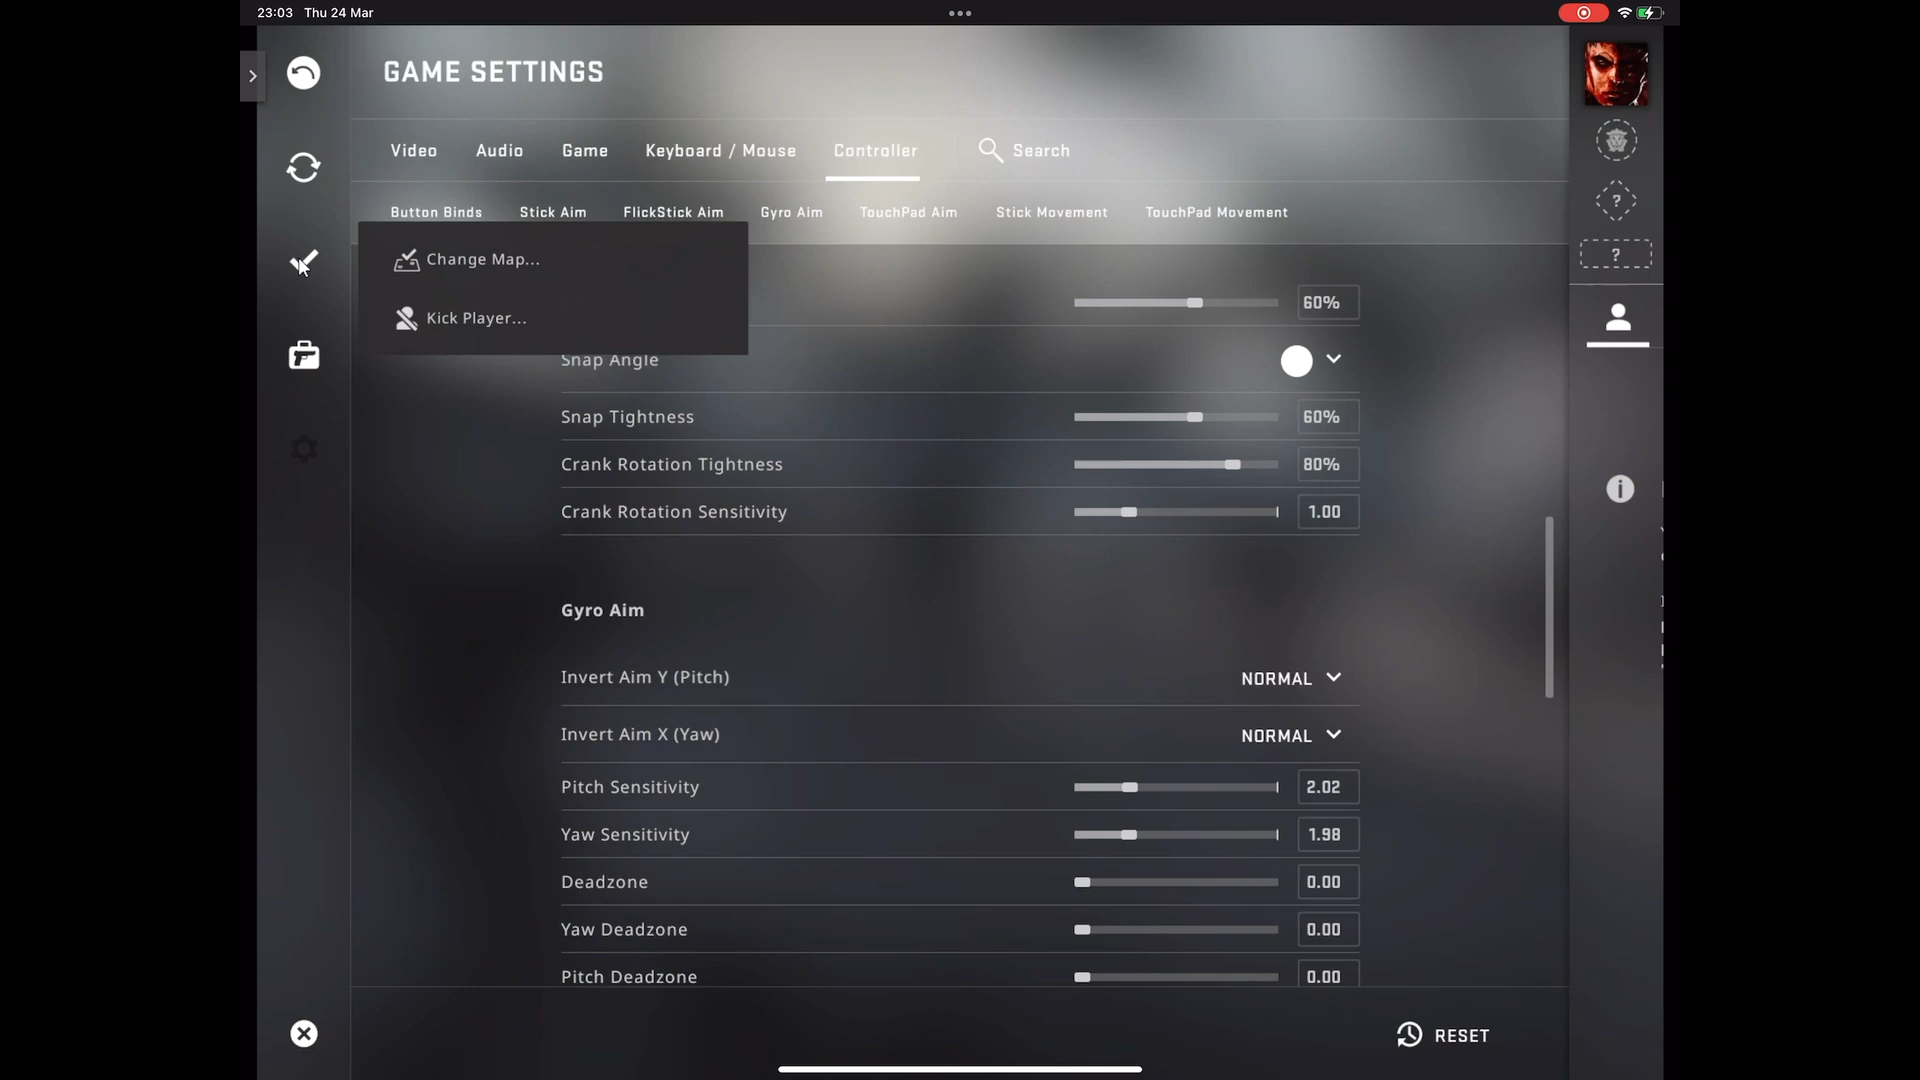 23:03 Thu 24 Mar
GAME SETTINGS
Video Audio Game Keyboard / Mouse Controller Search
Button Binds Stick Aim FlickStick Aim Gyro Aim TouchPad Aim Stick Movement TouchPad Movement
Change Map...
Kick Player...
60%
Snap Angle
Snap Tightness 60%
Crank Rotation Tightness 80%
Crank Rotation Sensitivity 1.00
Gyro Aim
Invert Aim Y (Pitch) NORMAL
Invert Aim X (Yaw) NORMAL
Pitch Sensitivity 2.02
Yaw Sensitivity 1.98
Deadzone 0.00
Yaw Deadzone 0.00
Pitch Deadzone 0.00
RESET
?
?